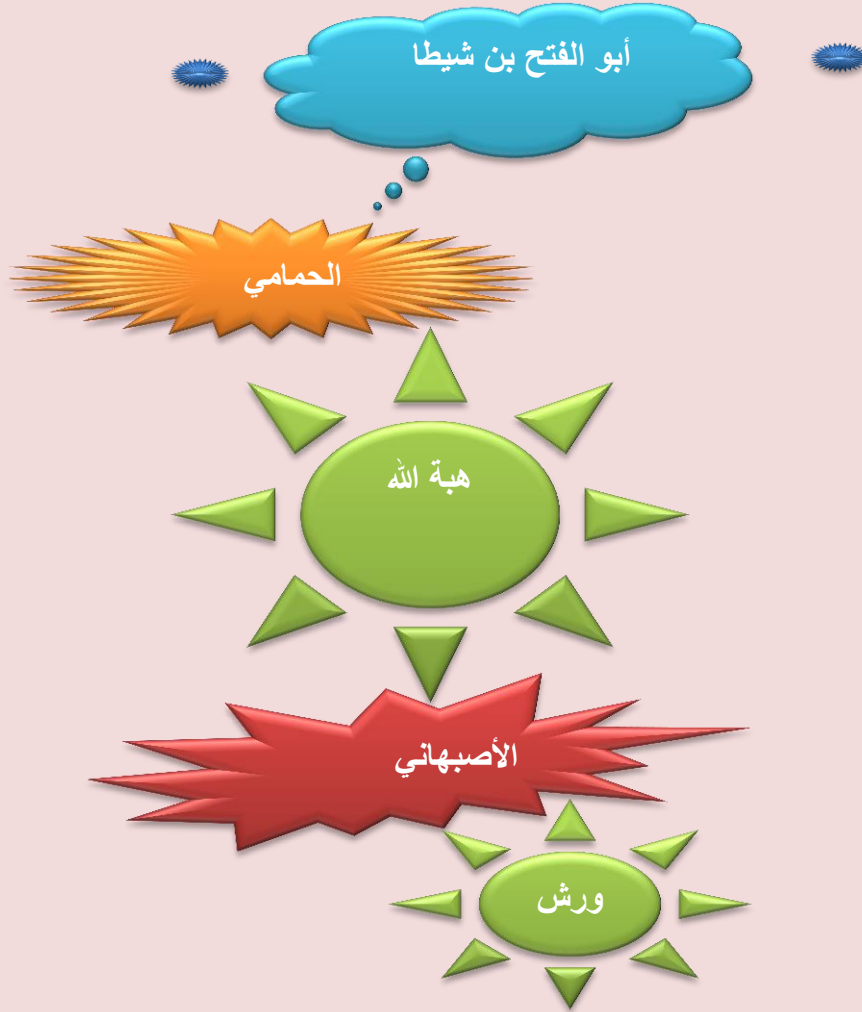 أبو الفتح بن شيطا
الحمامي
هبة الله
الأصبهاني
ورش